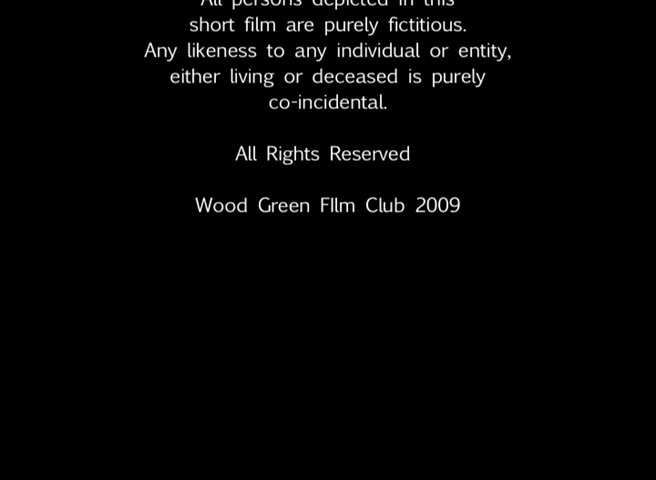 All persons depicted in this
short film are purely fictitious.
Any likeness to any individual or entity,
either living or deceased is purely
co-incidental.
All Rights Reserved
Wood Green FIlm Club 2009